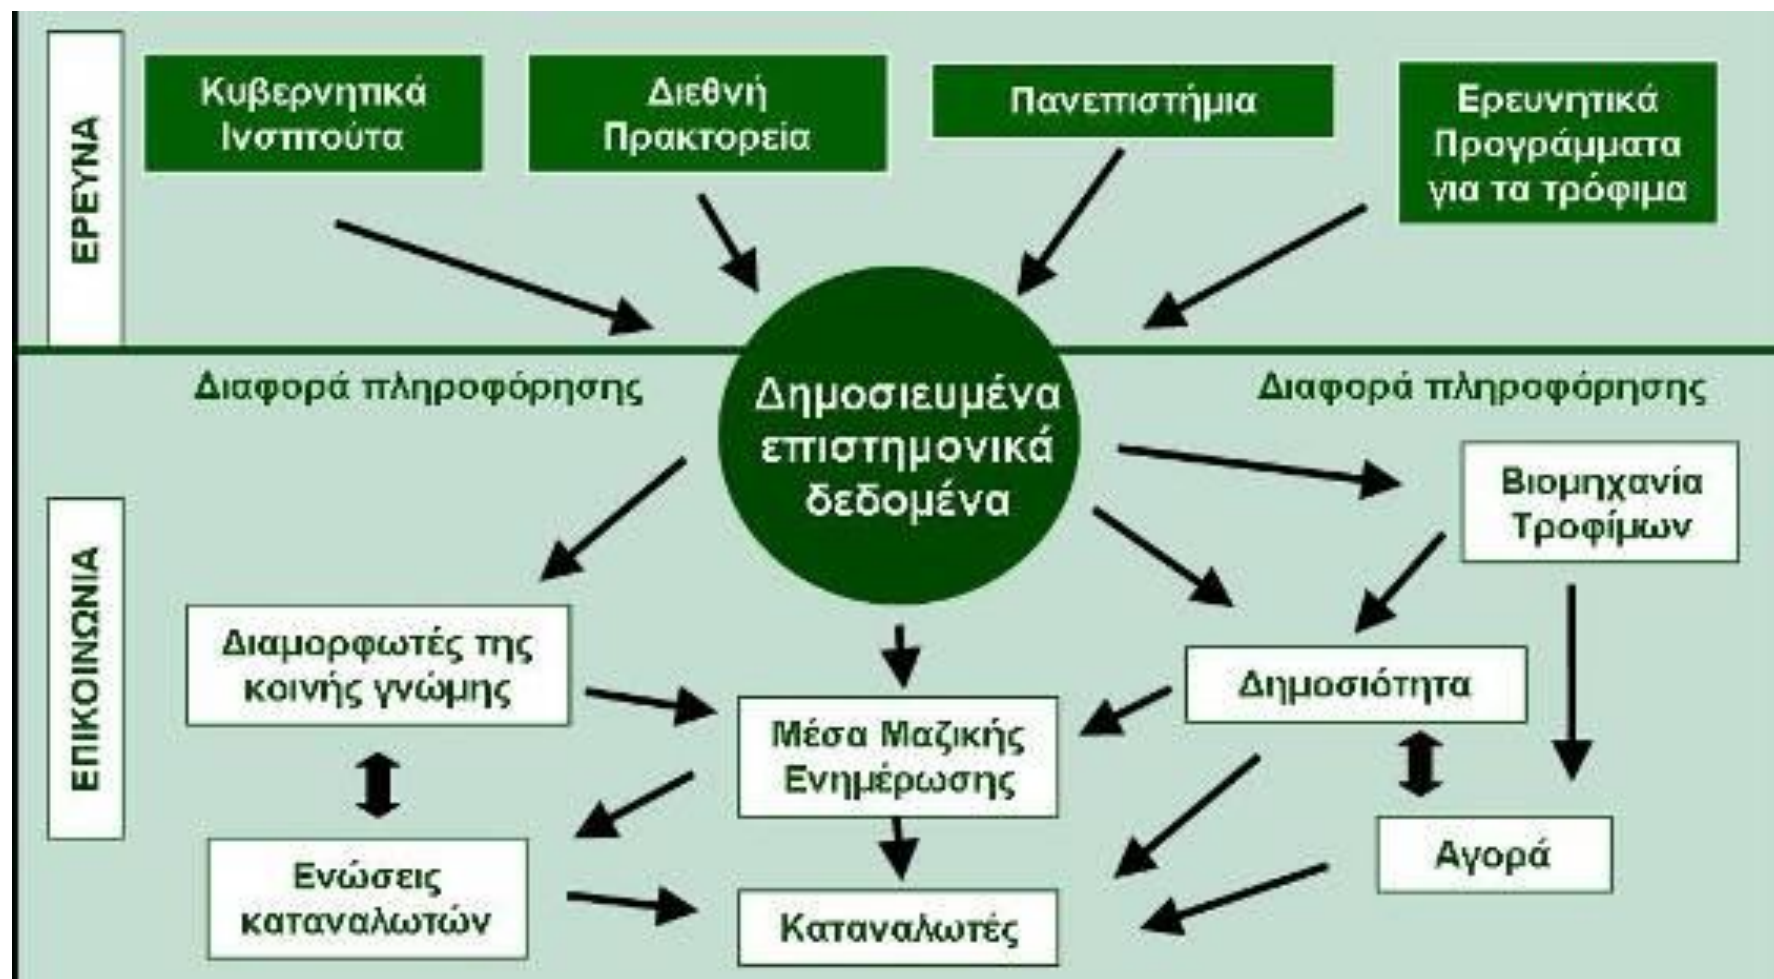 ΕΡΕΥΝΑ
Κυβερνητικά
Ινστιτούτα
Διεθνή
Πρακτορεία
Πανεπιστήμια
Ερευνητικά
Προγράμματα
για τα τρόφιμα
Διαφορά πληροφόρησης
Διαφορά πληροφόρησης
Δημοσιευμένα
επιστημονικά
δεδομένα
ΕΠΙΚΟΙΝΩΝΙΑ
Βιομηχανία
Τροφίμων
Διαμορφωτές της
κοινής γνώμης
Μέσα Μαζικής
Ενημέρωσης
Δημοσιότητα
Ενώσεις
καταναλωτών
Καταναλωτές
Αγορά